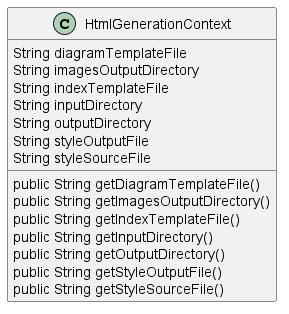 C HtmlGenerationContext
String diagramTemplateFile
String imagesOutputDirectory
String indexTemplateFile
String inputDirectory
String outputDirectory
String styleOutputFile
String styleSourceFile
public String getDiagramTemplateFile()
public String getImagesOutputDirectory()
public String getIndexTemplateFile()
public String getInputDirectory()
public String getOutputDirectory()
public String getStyleOutputFile()
public String getStyleSourceFile()